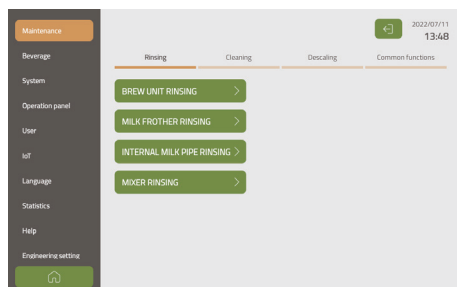 Maintenance
Beverage
System
Operation panel
User
IoT
Language
Statistics
Help
Engineering setting
2022/07/11
13:48
Rinsing Cleaning Descaling Common functions
BREW UNIT RINSING
MILK FROTHER RINSING
INTERNAL MILK PIPE RINSING
MIXER RINSING